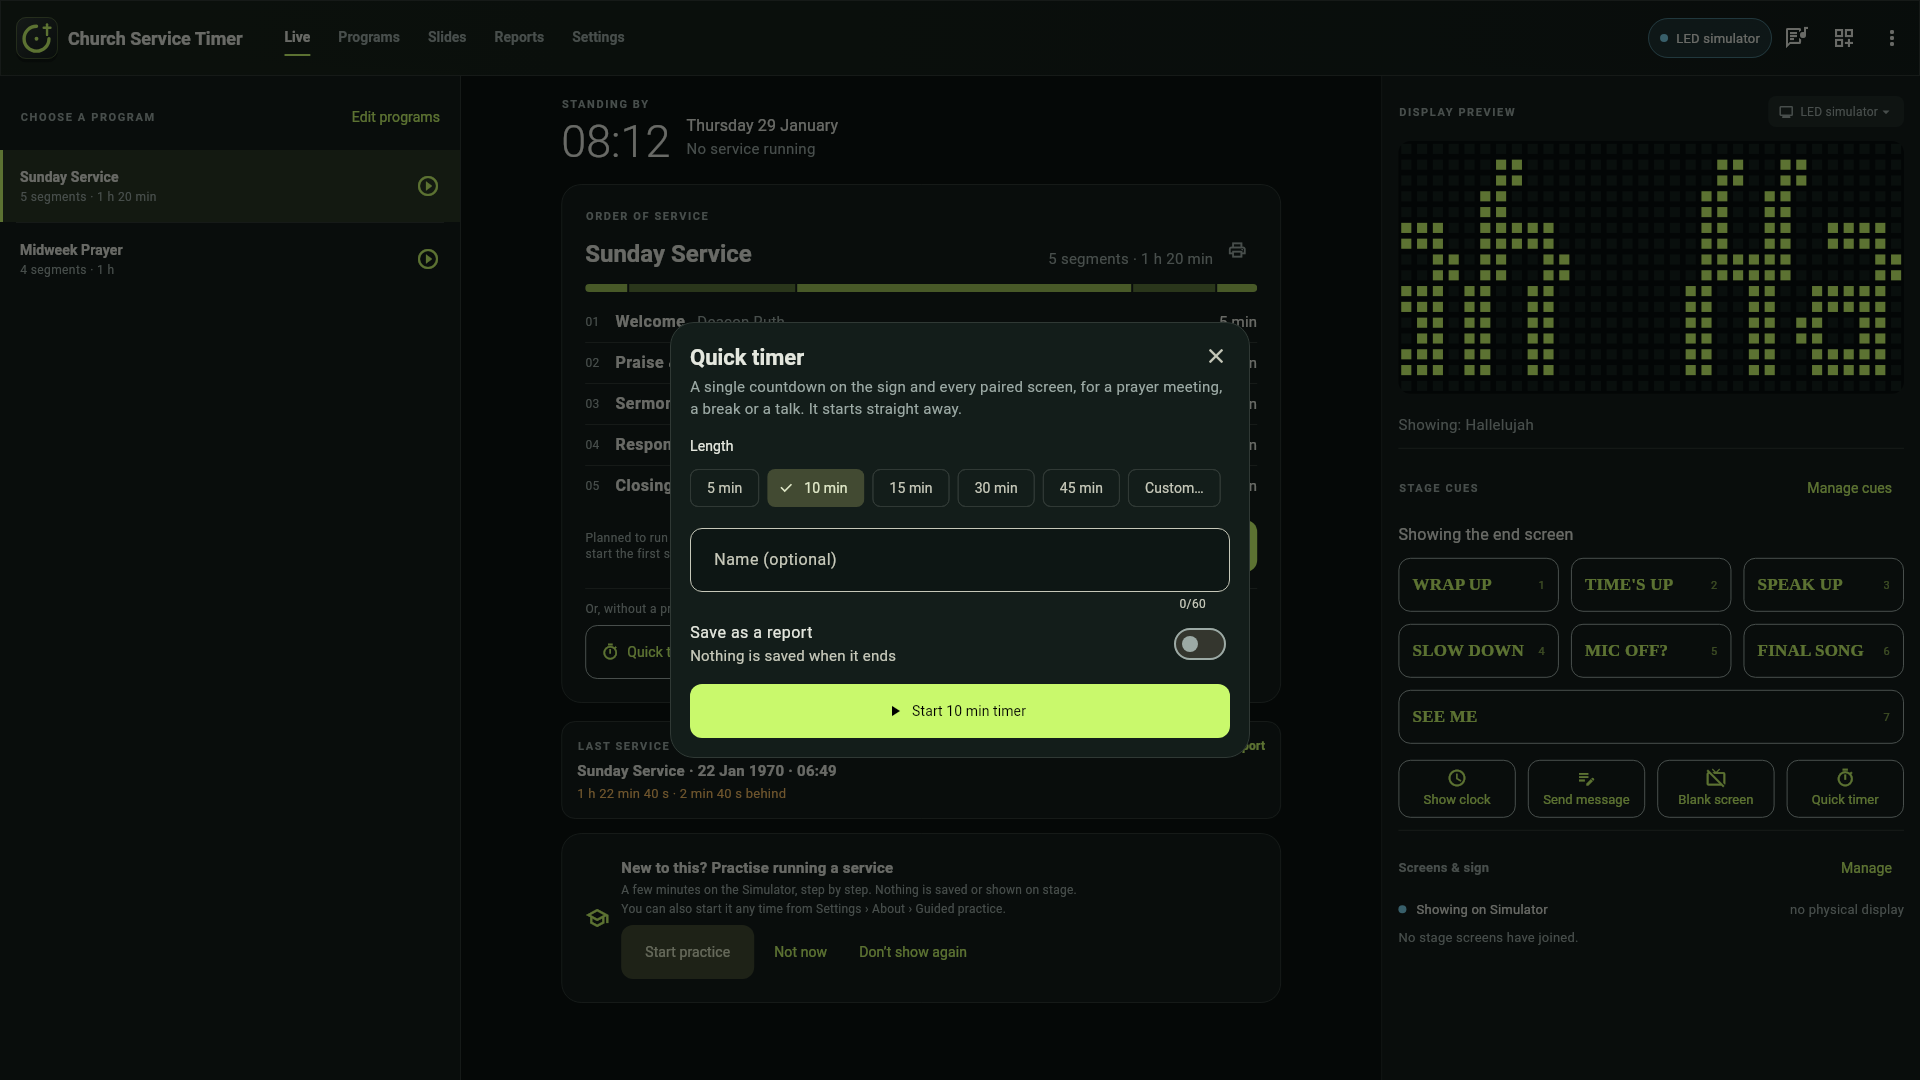 Church Service Timer
Live
Programs
Slides
Reports
Settings
LED simulator
CHOOSE A PROGRAM
Edit programs
Sunday Service
5 segments · 1 h 20 min
Midweek Prayer
4 segments · 1 h
STANDING BY
08:12
Thursday 29 January
No service running
ORDER OF SERVICE
Sunday Service
5 segments · 1 h 20 min
01 Welcome Deacon Ruth 5 min
02 Praise
03 Sermon
04
05 Closing
Planned to run
start the first
Or, without a
Quick
Quick timer
A single countdown on the sign and every paired screen, for a prayer meeting,
a break or a talk. It starts straight away.
Length
5 min
10 min
15 min
30 min
45 min
Custom…
Name (optional)
0/60
Save as a report
Nothing is saved when it ends
Start 10 min timer
LAST SERVICE
Sunday Service · 22 Jan 1970 · 06:49
1 h 22 min 40 s · 2 min 40 s behind
New to this? Practise running a service
A few minutes on the Simulator, step by step. Nothing is saved or shown on stage.
You can also start it any time from Settings › About › Guided practice.
Start practice
Not now
Don't show again
DISPLAY PREVIEW
LED simulator
Showing: Hallelujah
STAGE CUES
Manage cues
Showing the end screen
WRAP UP 1
TIME'S UP 2
SPEAK UP 3
SLOW DOWN 4
MIC OFF? 5
FINAL SONG 6
SEE ME 7
Show clock
Send message
Blank screen
Quick timer
Screens & sign
Manage
Showing on Simulator
no physical display
No stage screens have joined.